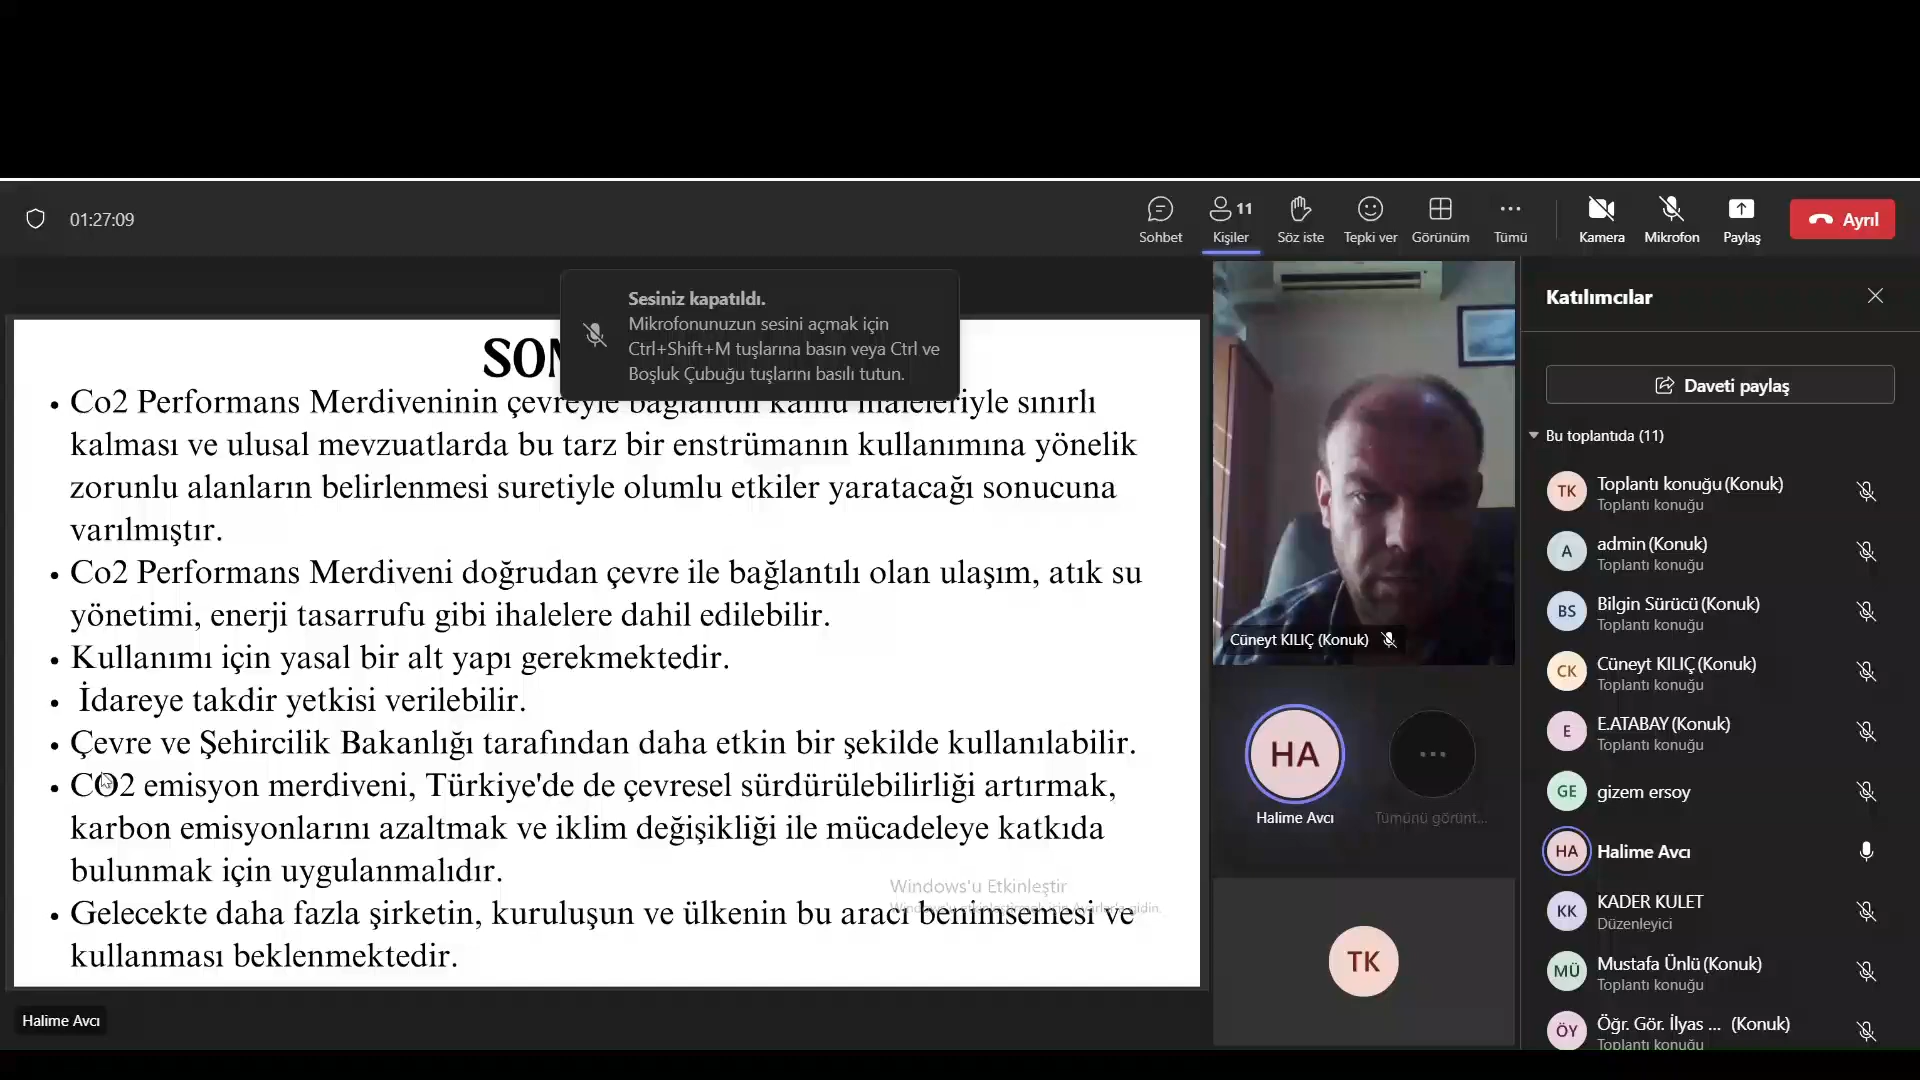 01:27:09
Sohbet
Kişiler
11
Söz iste
Tepki ver
Görünüm
Tümü
Kamera
Mikrofon
Paylaş
Ayrıl
Sesiniz kapatıldı.
Mikrofonunuzun sesini açmak için
Ctrl+Shift+M tuşlarına basın veya Ctrl ve
Boşluk Çubuğu tuşlarını basılı tutun.
Co2 Performans Merdiveninin çevreyle bağlantılı kamu ihaleleriyle sınırlı
kalması ve ulusal mevzuatlarda bu tarz bir enstrümanın kullanımına yönelik
zorunlu alanların belirlenmesi suretiyle olumlu etkiler yaratacağı sonucuna
varılmıştır.
Co2 Performans Merdiveni doğrudan çevre ile bağlantılı olan ulaşım, atık su
yönetimi, enerji tasarrufu gibi ihalelere dahil edilebilir.
Kullanımı için yasal bir alt yapı gerekmektedir.
İdareye takdir yetkisi verilebilir.
Çevre ve Şehircilik Bakanlığı tarafından daha etkin bir şekilde kullanılabilir.
CO2 emisyon merdiveni, Türkiye'de de çevresel sürdürülebilirliği artırmak,
karbon emisyonlarını azaltmak ve iklim değişikliği ile mücadeleye katkıda
bulunmak için uygulanmalıdır.
Gelecekte daha fazla şirketin, kuruluşun ve ülkenin bu aracı benimsemesi ve
kullanması beklenmektedir.
Windows'u Etkinleştir
Halime Avcı
Cüneyt KILIÇ (Konuk)
HA
Halime Avcı
Tümünü görünt...
TK
Katılımcılar
Daveti paylaş
Bu toplantıda (11)
TK
Toplantı konuğu (Konuk)
Toplantı konuğu
A
admin (Konuk)
Toplantı konuğu
BS
Bilgin Sürücü (Konuk)
Toplantı konuğu
CK
Cüneyt KILIÇ (Konuk)
Toplantı konuğu
E
E.ATABAY (Konuk)
Toplantı konuğu
GE
gizem ersoy
HA
Halime Avcı
KK
KADER KULET
Düzenleyici
MÜ
Mustafa Ünlü (Konuk)
Toplantı konuğu
ÖY
Öğr. Gör. İlyas ... (Konuk)
Toplantı konuğu